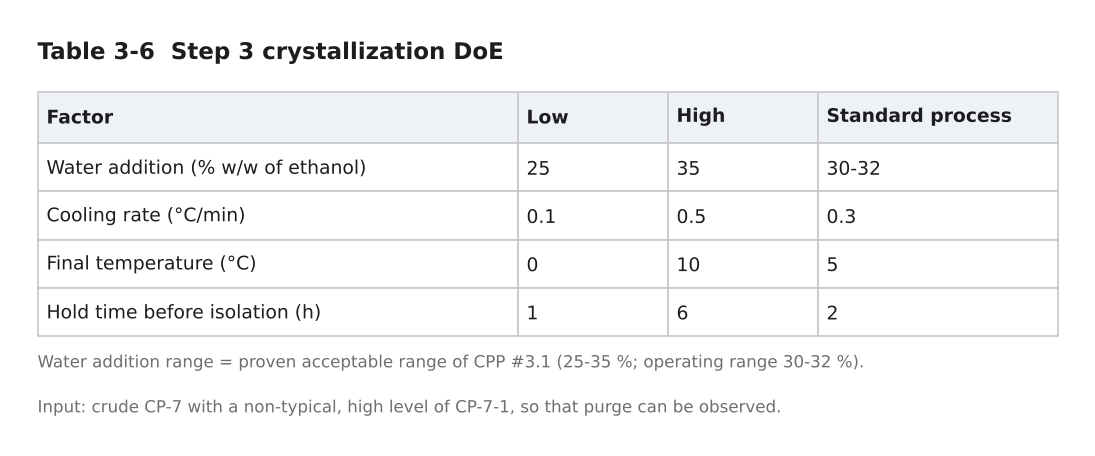 Table 3-6  Step 3 crystallization DoE
Factor Low High Standard process
Water addition (% w/w of ethanol) 25 35 30-32
Cooling rate (°C/min) 0.1 0.5 0.3
Final temperature (°C) 0 10 5
Hold time before isolation (h) 1 6 2
Water addition range = proven acceptable range of CPP #3.1 (25-35 %; operating range 30-32 %).
Input: crude CP-7 with a non-typical, high level of CP-7-1, so that purge can be observed.